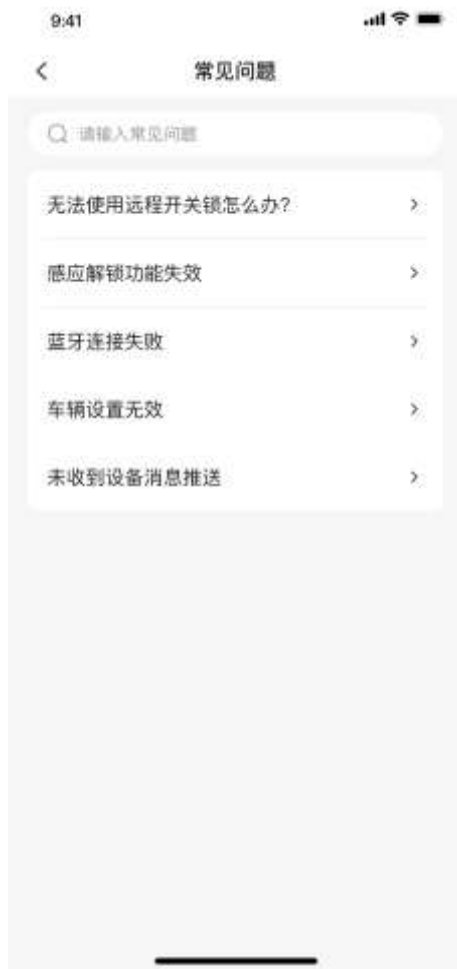 9:41
常见问题
请输入常见问题
无法使用远程开关锁怎么办?
感应解锁功能失效
蓝牙连接失败
车辆设置无效
未收到设备消息推送